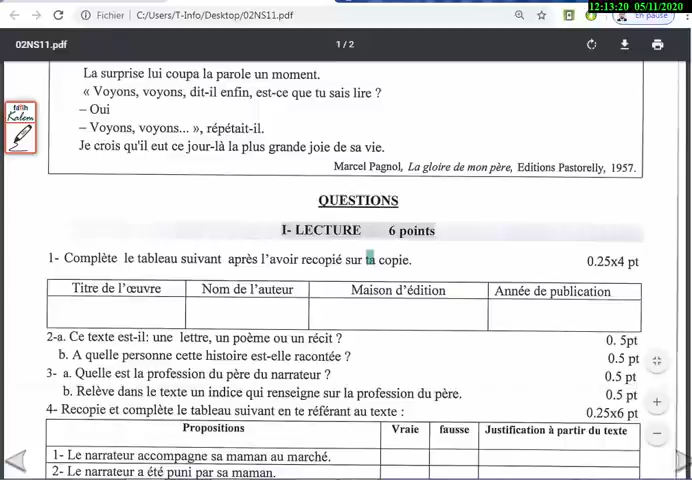 12:13:20 05/11/2020
Fichier | C:/Users/T-Info/Desktop/02NS11.pdf
En pause
02NS11.pdf
1 / 2
La surprise lui coupa la parole un moment.
« Voyons, voyons, dit-il enfin, est-ce que tu sais lire ?
– Oui
– Voyons, voyons... », répétait-il.
Je crois qu'il eut ce jour-là la plus grande joie de sa vie.
Marcel Pagnol, La gloire de mon père, Editions Pastorelly, 1957.
Kalem
QUESTIONS
I- LECTURE 6 points
1- Complète le tableau suivant après l'avoir recopié sur ta copie. 0.25x4 pt
Titre de l'œuvre Nom de l'auteur Maison d'édition Année de publication
2-a. Ce texte est-il: une lettre, un poème ou un récit ? 0. 5pt
b. A quelle personne cette histoire est-elle racontée ? 0.5 pt
3- a. Quelle est la profession du père du narrateur ? 0.5 pt
b. Relève dans le texte un indice qui renseigne sur la profession du père. 0.5 pt
4- Recopie et complète le tableau suivant en te référant au texte : 0.25x6 pt
Propositions Vraie fausse Justification à partir du texte
1- Le narrateur accompagne sa maman au marché.
2- Le narrateur a été puni par sa maman.